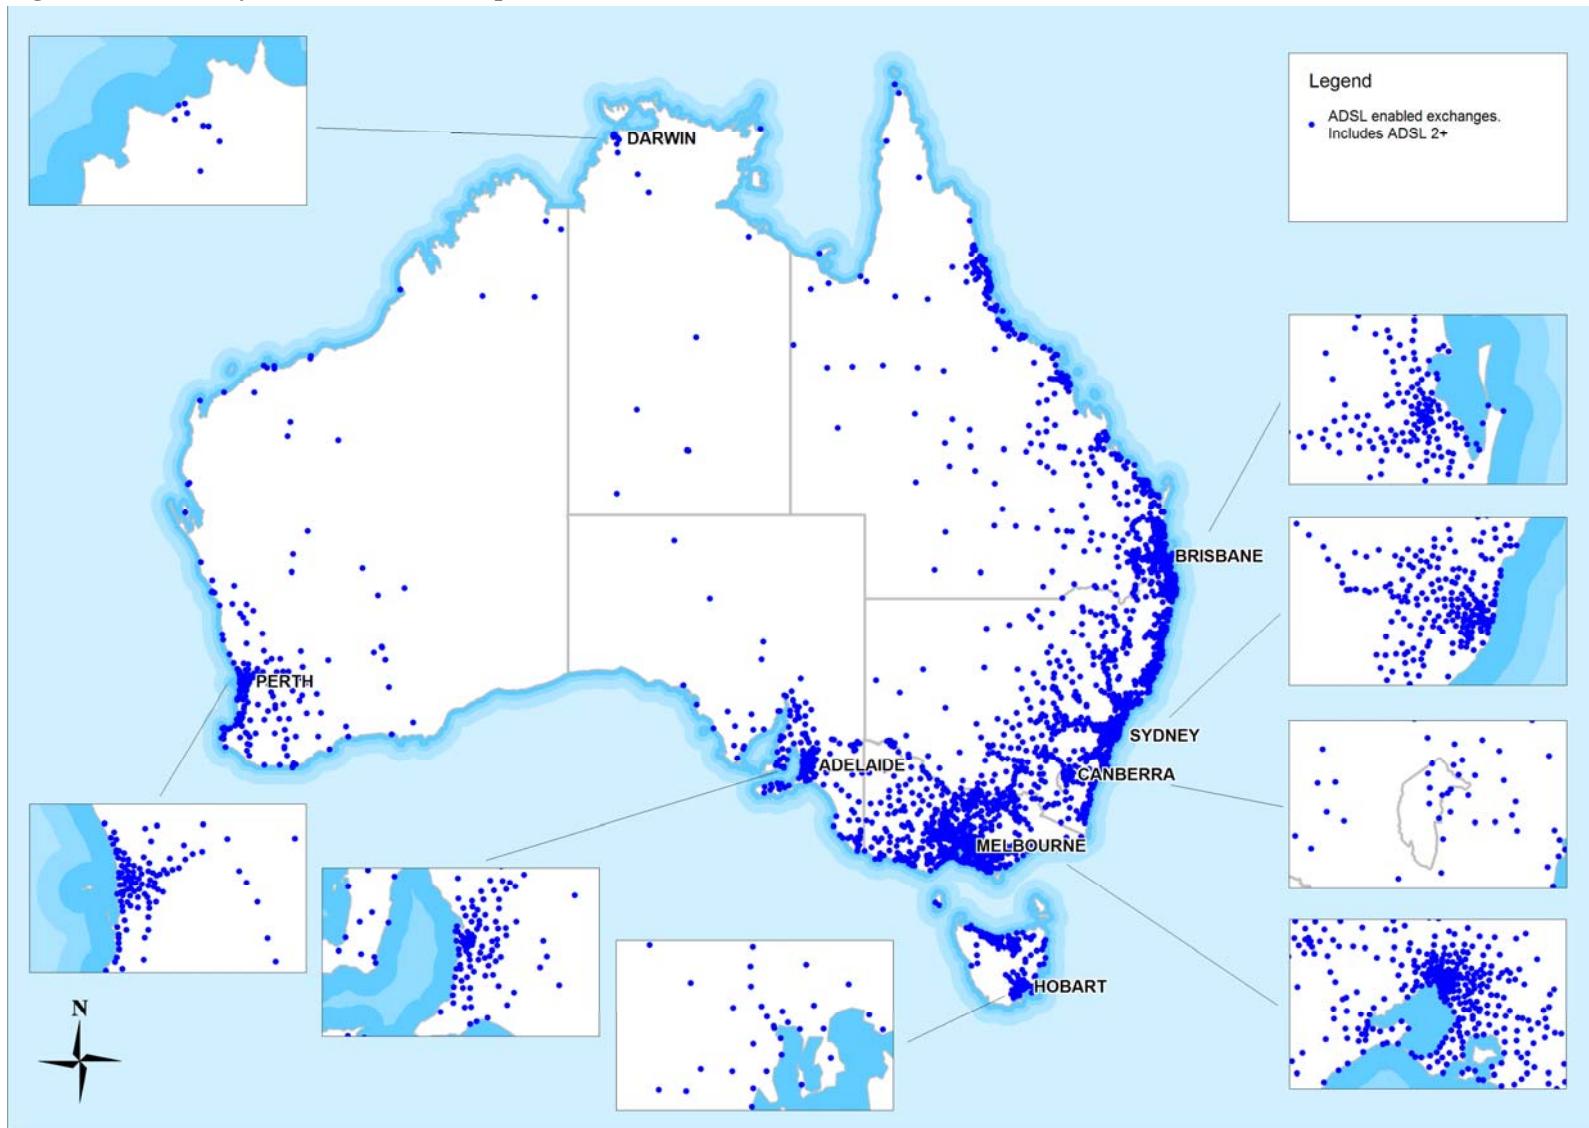 Legend
ADSL enabled exchanges.
Includes ADSL 2+
DARWIN
BRISBANE
PERTH
SYDNEY
ADELAIDE
CANBERRA
MELBOURNE
HOBART
N